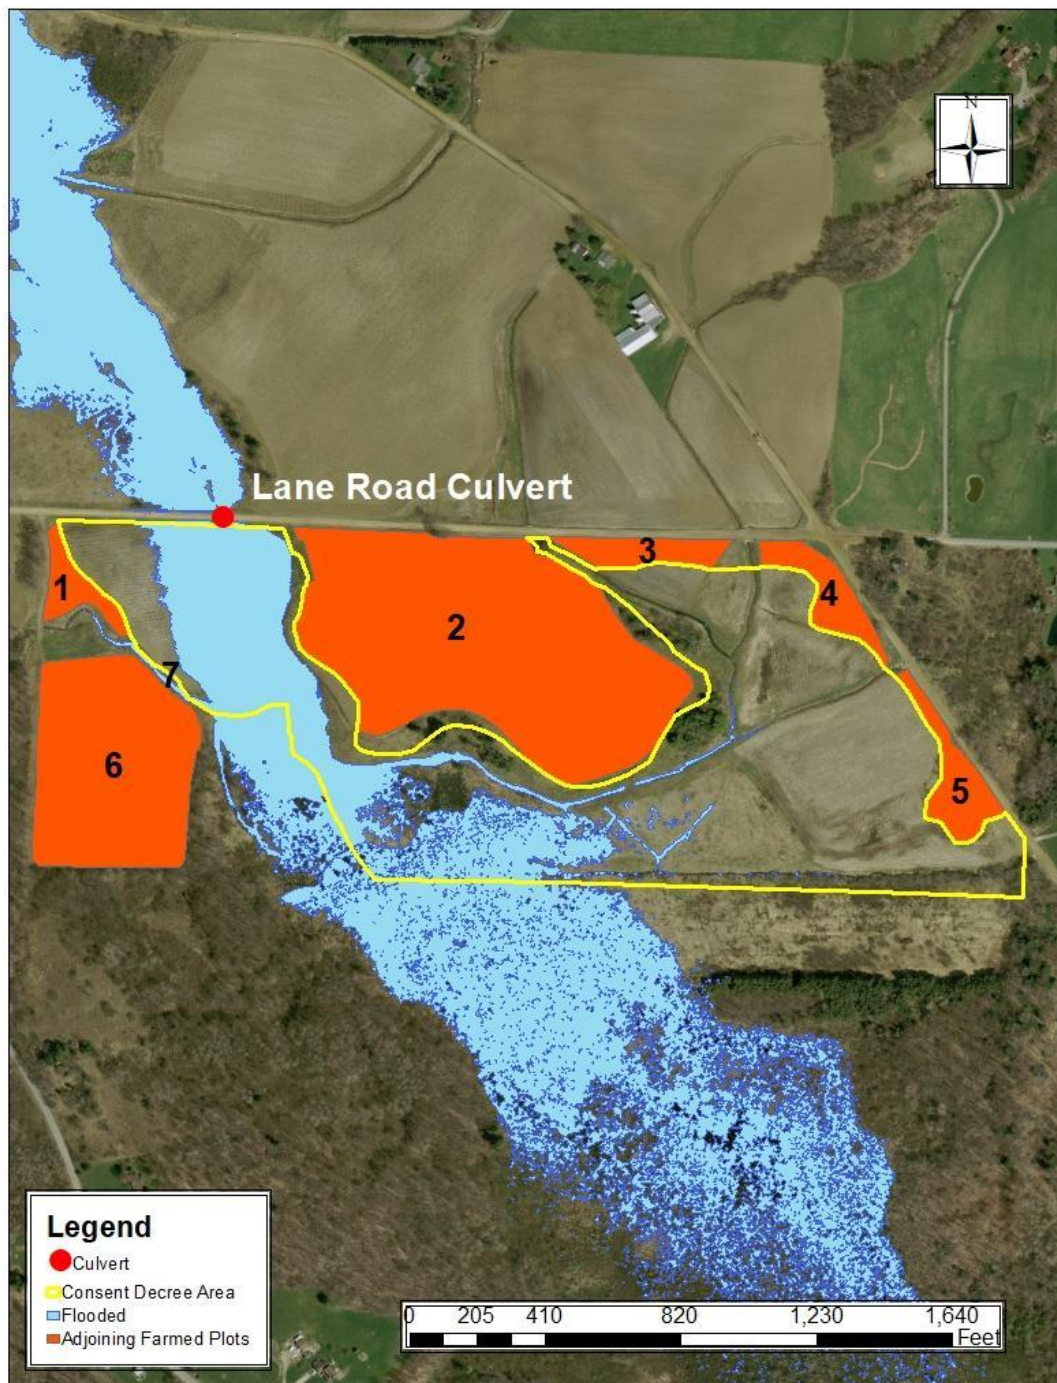 N
Lane Road Culvert
1
2
3
4
5
6
7
Legend
Culvert
Consent Decree Area
Flooded
Adjoining Farmed Plots
0 205 410 820 1,230 1,640
Feet